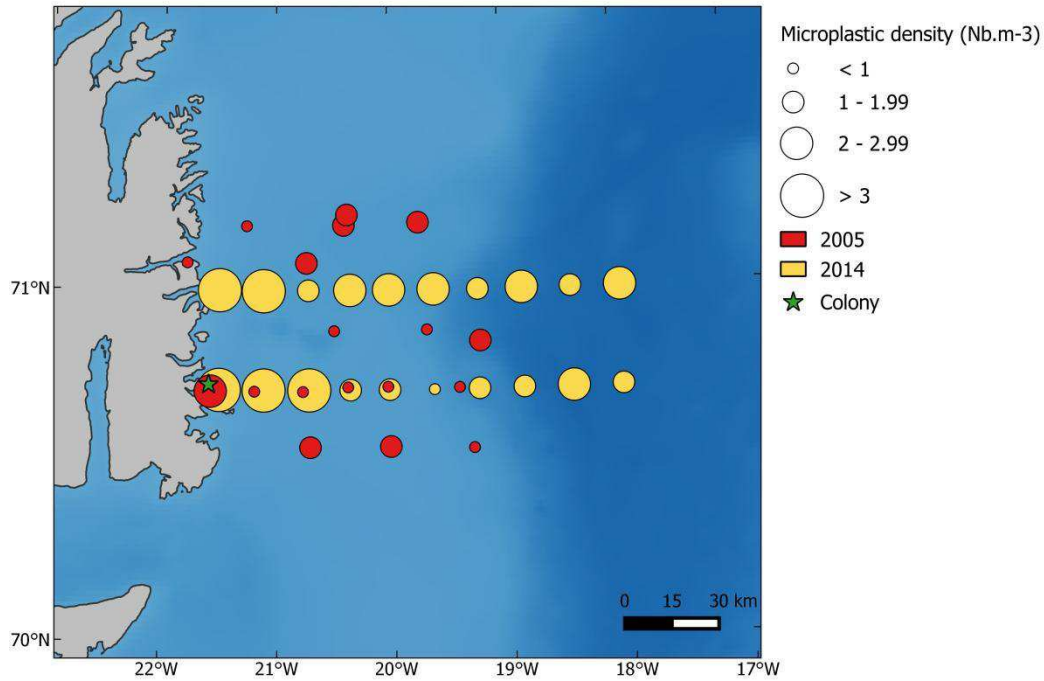 Microplastic density (Nb.m-3)
< 1
1 - 1.99
2 - 2.99
> 3
2005
2014
Colony
71°N
70°N
0 15 30 km
22°W 21°W 20°W 19°W 18°W 17°W